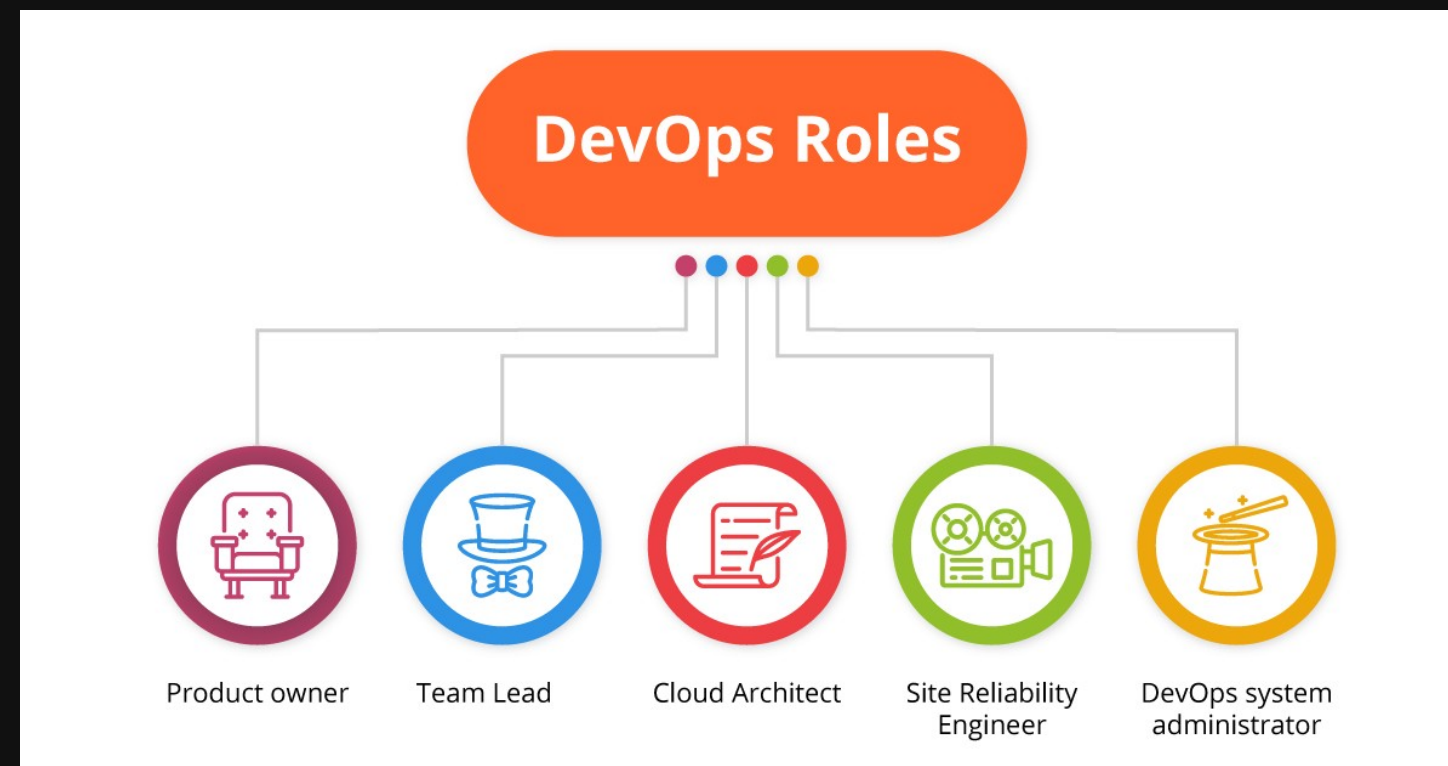 DevOps Roles
Product owner
Team Lead
Cloud Architect
Site Reliability
Engineer
DevOps system
administrator